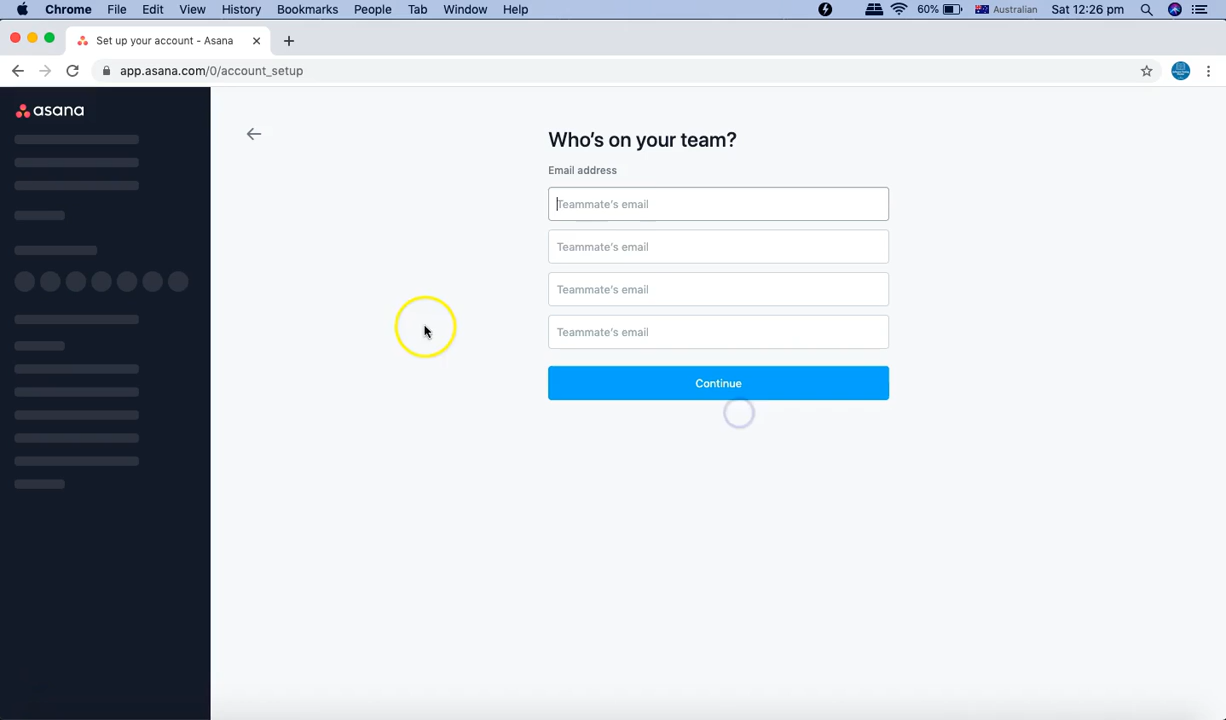 Chrome File Edit View History Bookmarks People Tab Window Help 60% Australian Sat 12:26 pm
Set up your account - Asana
app.asana.com/0/account_setup
asana
Who's on your team?
Email address
Teammate's email
Teammate's email
Teammate's email
Teammate's email
Continue